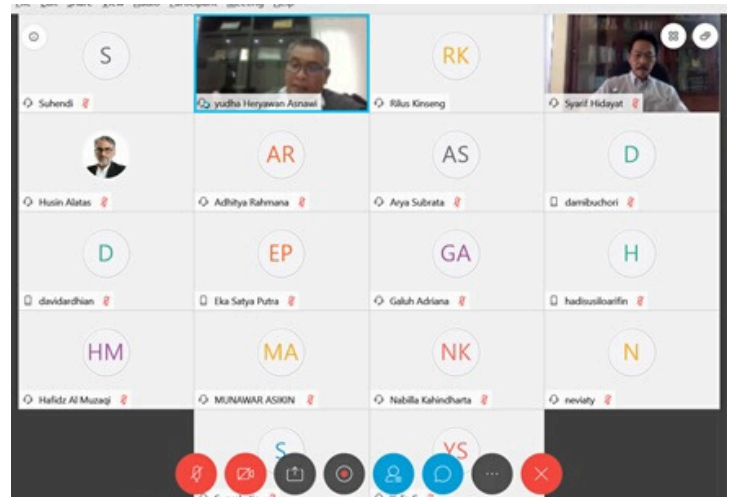 S
RK
Suhendi
yudha Heryawan Asnawi
Rilus Kinseng
Syarif Hidayat
AR
AS
D
Husin Alatas
Adhitya Rahmana
Arya Subrata
damibuchori
D
EP
GA
H
davidardhian
Eka Satya Putra
Galuh Adriana
hadisusiloarifin
HM
MA
NK
N
Hafidz Al Muzaqi
MUNAWAR ASIKIN
Nabilla Kahindharta
neviaty
S
YS